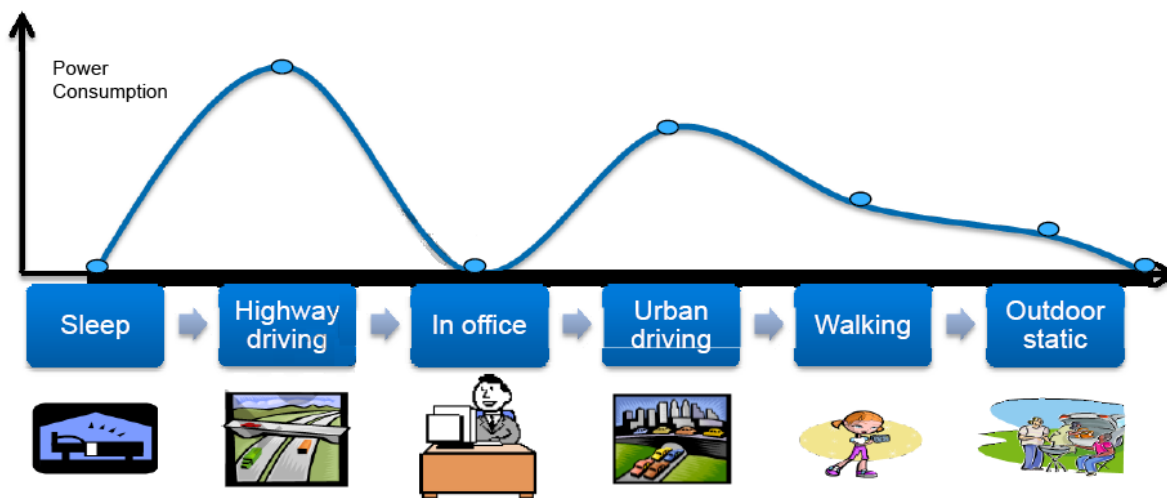 Power
Consumption
Sleep
Highway
driving
In office
Urban
driving
Walking
Outdoor
static